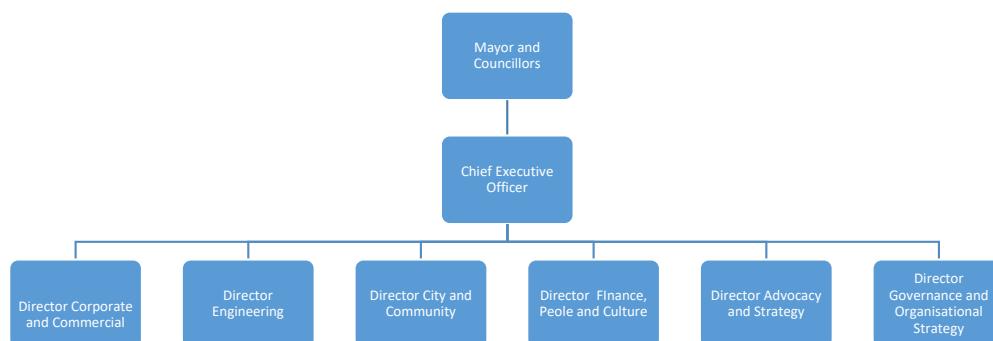 Mayor and
Councillors
Chief Executive
Officer
Director Corporate
and Commercial
Director
Engineering
Director City and
Community
Director  FInance,
Peole and Culture
Director Advocacy
and Strategy
Director
Governance and
Organisational
Strategy